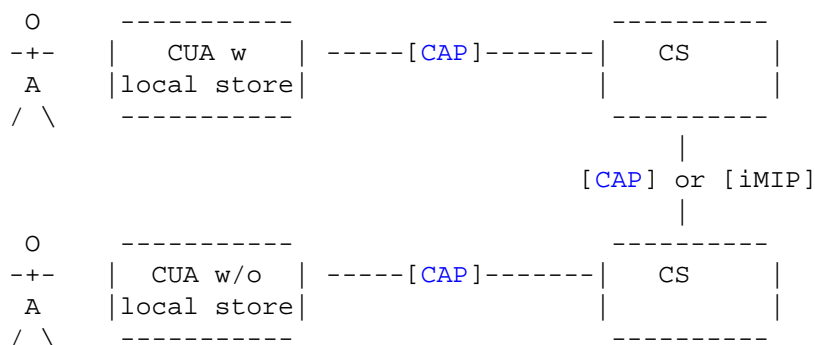 O -----------                           ----------
-+- | CUA w | -----[CAP]-------| CS |
A |local store| | |
/ \ ----------- ----------
|
[CAP] or [iMIP]
|
O ----------- ----------
-+- | CUA w/o | -----[CAP]-------| CS |
A |local store| | |
/ \ ----------- ----------